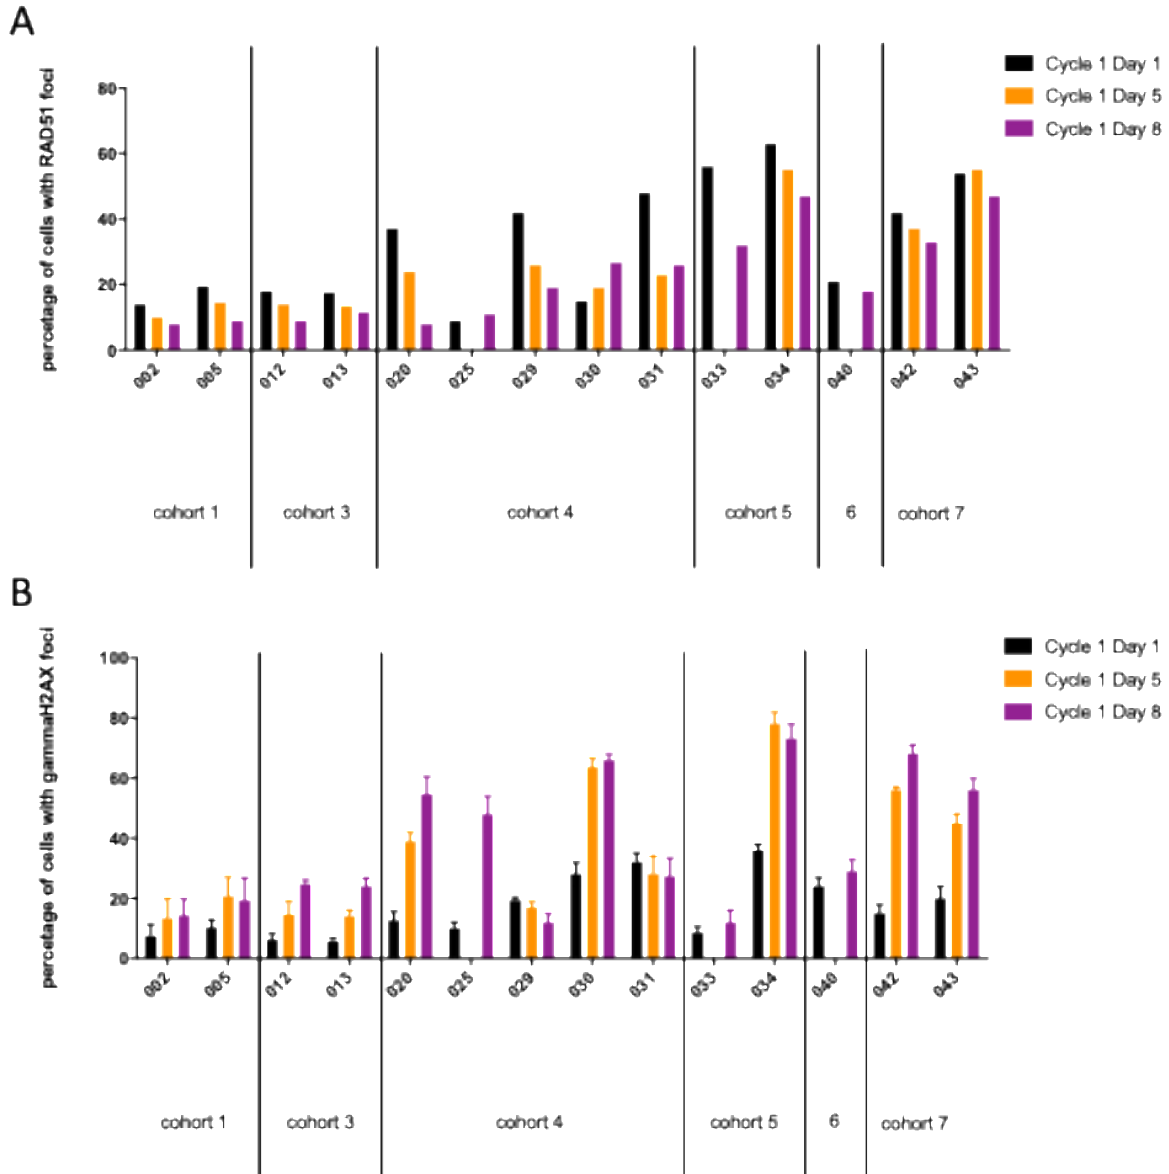 A
percetage of cells with RAD51 foci
80
60
40
20
0
Cycle 1 Day 1
Cycle 1 Day 5
Cycle 1 Day 8
002 005 012 013 020 025 029 030 031 033 034 040 042 043
cohort 1 cohort 3 cohort 4 cohort 5 6 cohort 7
B
percetage of cells with gammaH2AX foci
100
80
60
40
20
0
Cycle 1 Day 1
Cycle 1 Day 5
Cycle 1 Day 8
002 005 012 013 020 025 029 030 031 033 034 040 042 043
cohort 1 cohort 3 cohort 4 cohort 5 6 cohort 7